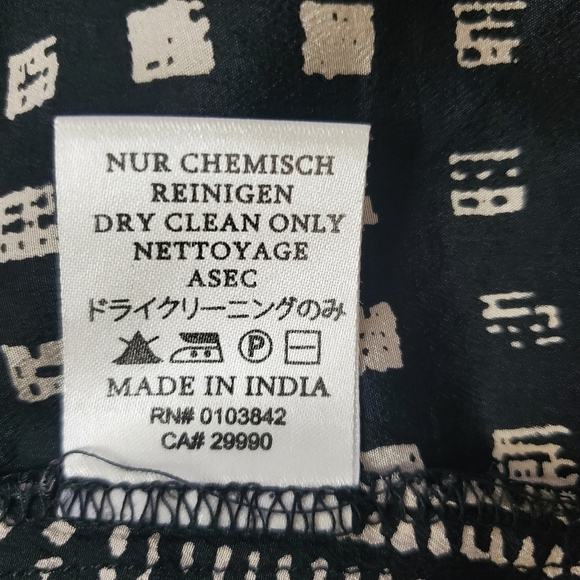 NUR CHEMISCH
REINIGEN
DRY CLEAN ONLY
NETTOYAGE
ASEC
ドライクリーニングのみ
P
MADE IN INDIA
RN# 0103842
CA# 29990